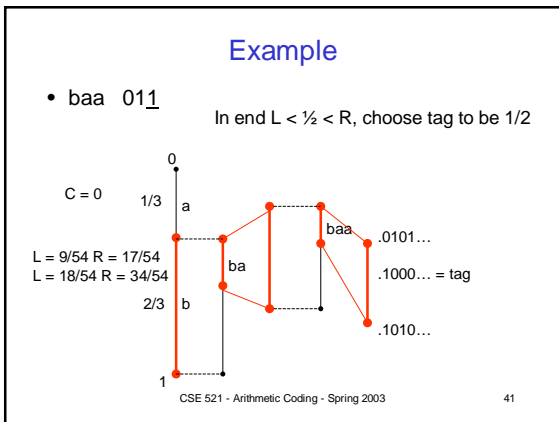 Example
• baa 011
In end L < ½ < R, choose tag to be 1/2
0
C = 0
1/3
a
baa
.0101…
L = 9/54 R = 17/54
ba
L = 18/54 R = 34/54
.1000… = tag
2/3
b
.1010…
1
CSE 521 - Arithmetic Coding - Spring 2003
41